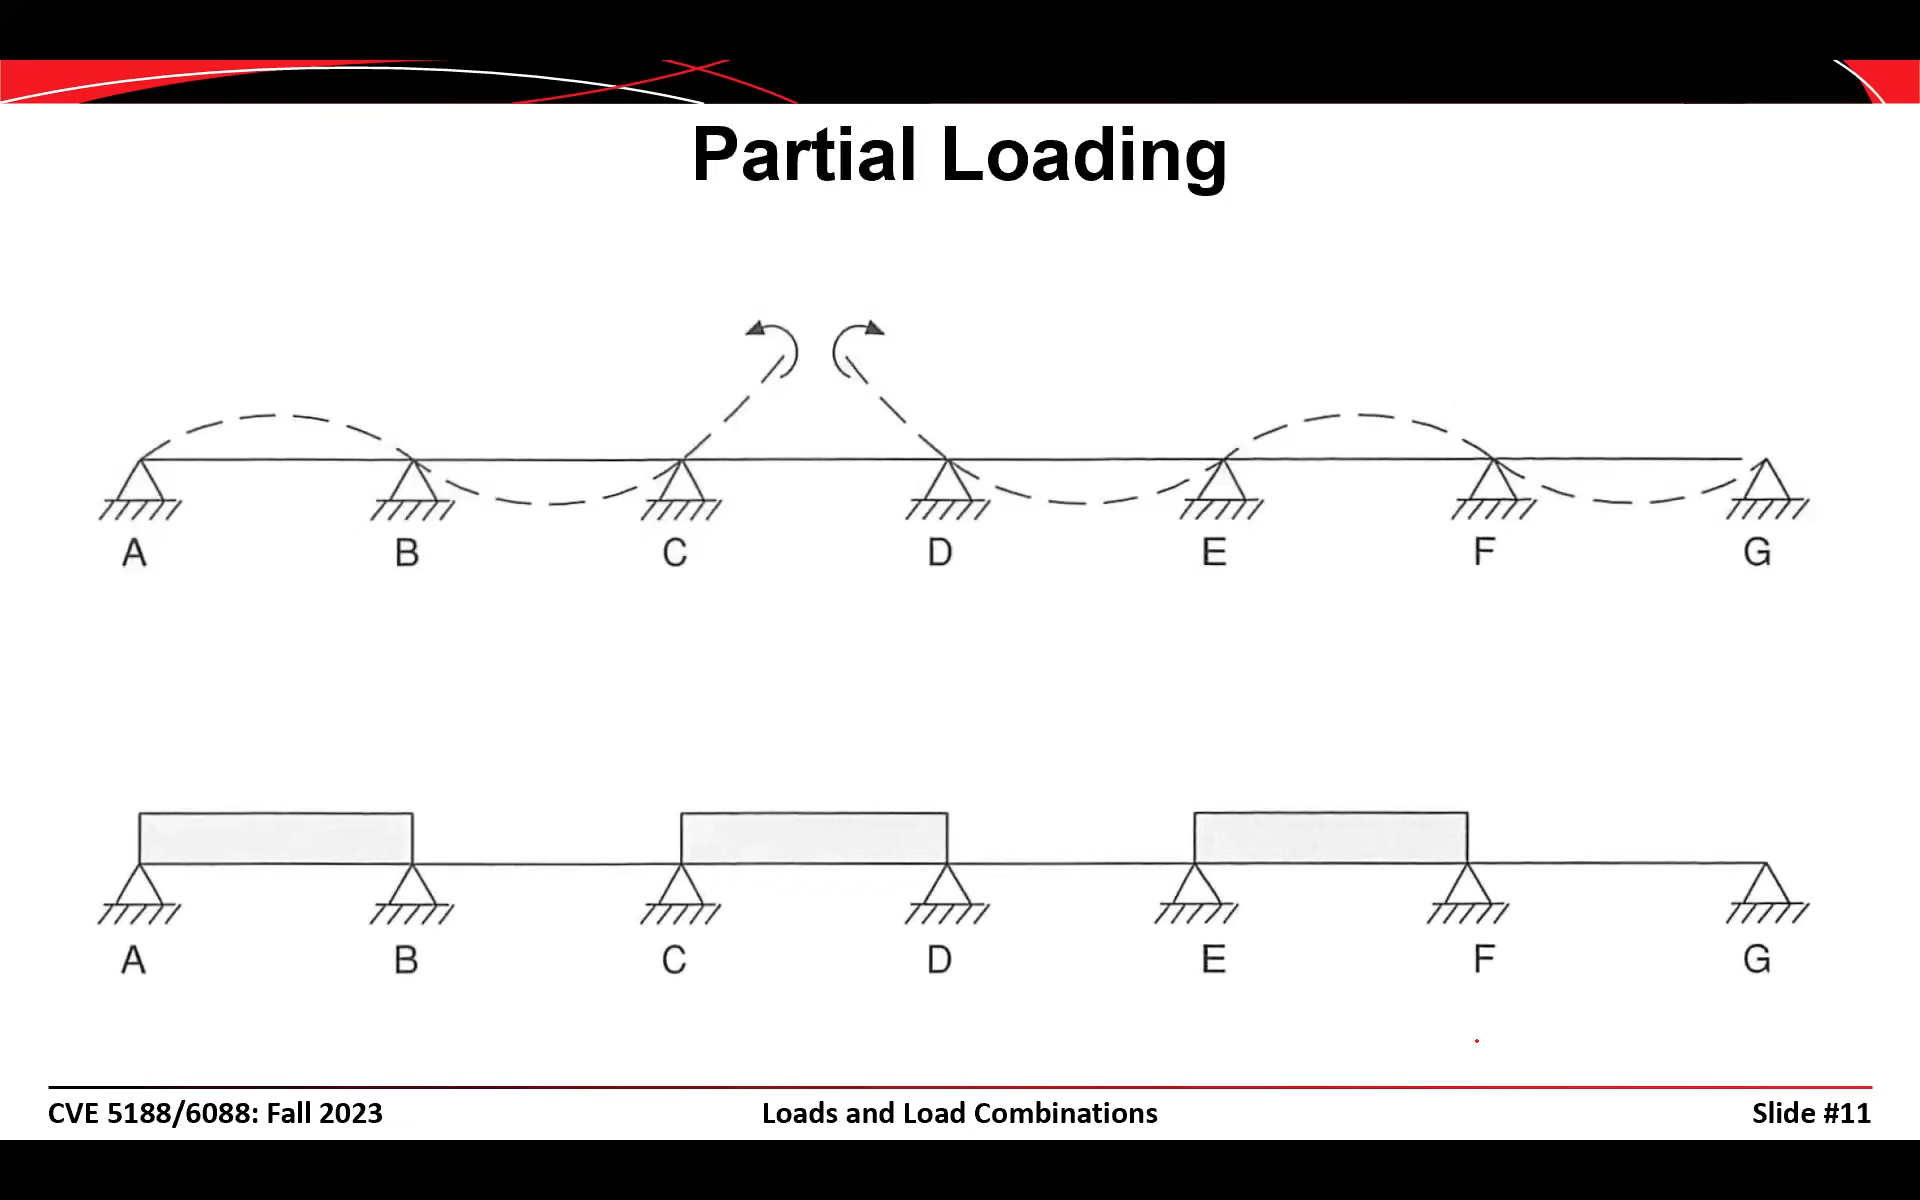 Partial Loading
A B C D E F G
A B C D E F G
CVE 5188/6088: Fall 2023 Loads and Load Combinations Slide #11